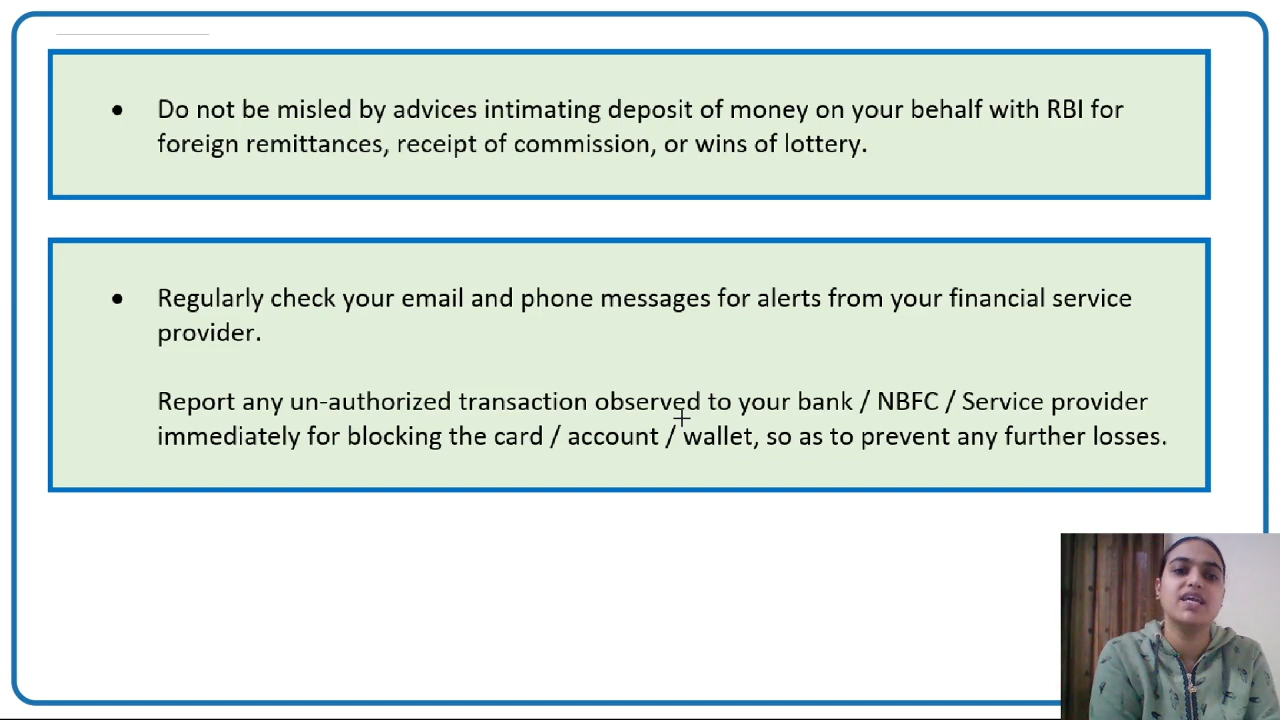 • Do not be misled by advices intimating deposit of money on your behalf with RBI for
foreign remittances, receipt of commission, or wins of lottery.
• Regularly check your email and phone messages for alerts from your financial service
provider.
Report any un-authorized transaction observed to your bank / NBFC / Service provider
immediately for blocking the card / account / wallet, so as to prevent any further losses.